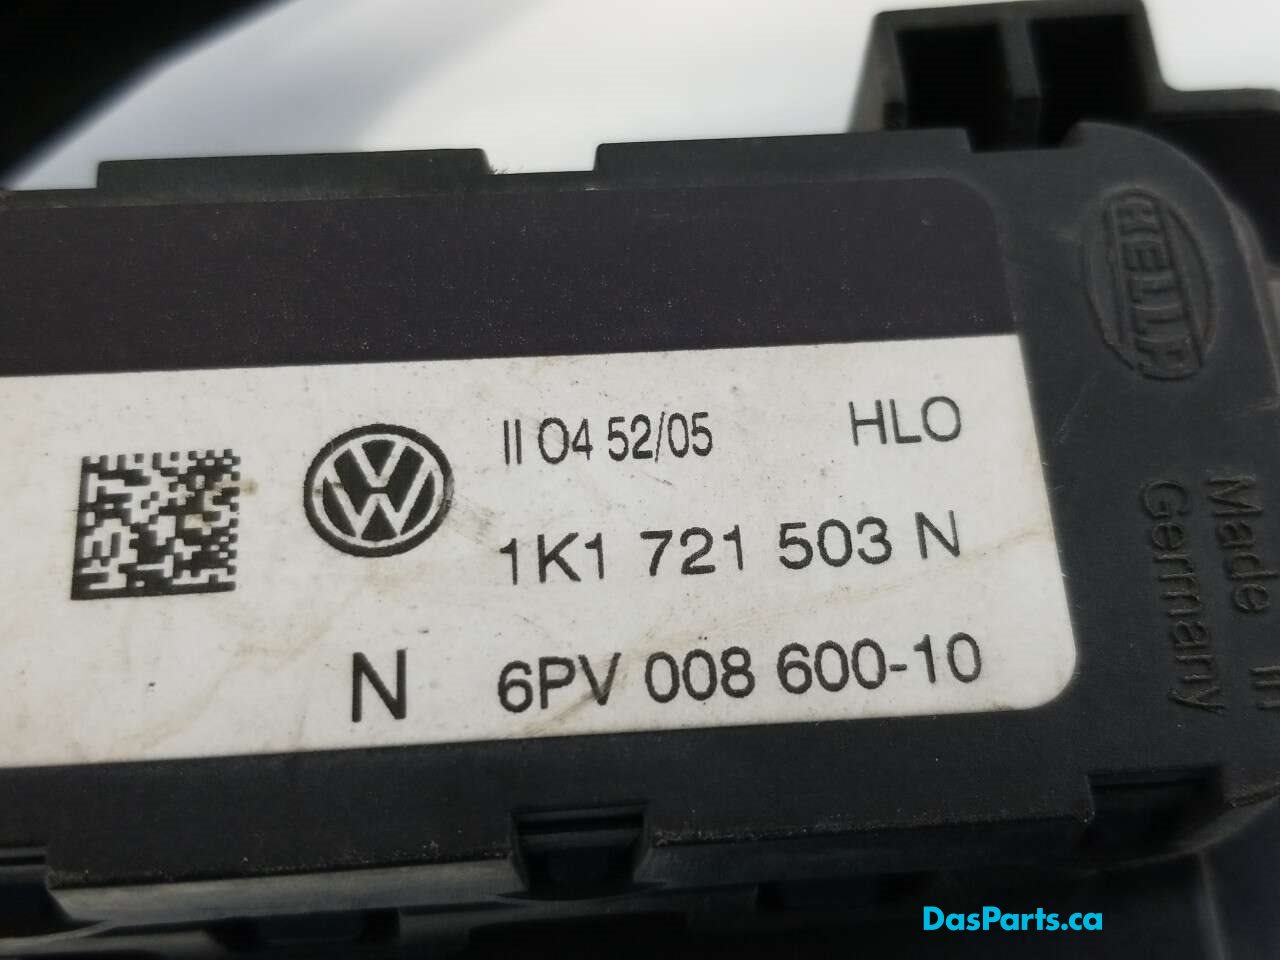 HELLA
II 04 52/05 HLO
1K1 721 503 N
N 6PV 008 600-10
Made in
Germany
DasParts.ca